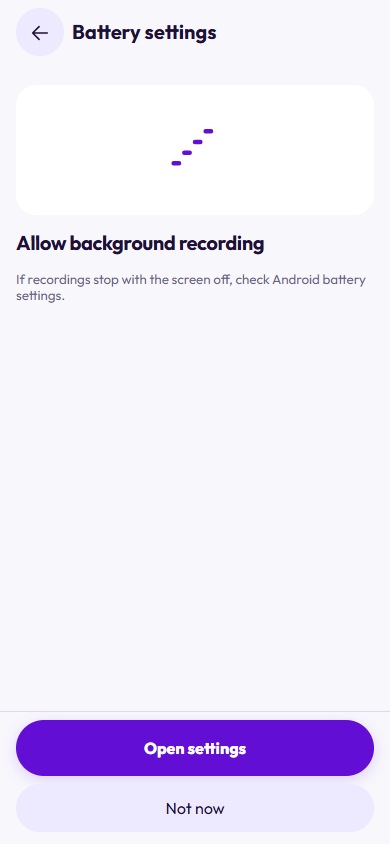 Battery settings
Allow background recording
If recordings stop with the screen off, check Android battery
settings.
Open settings
Not now